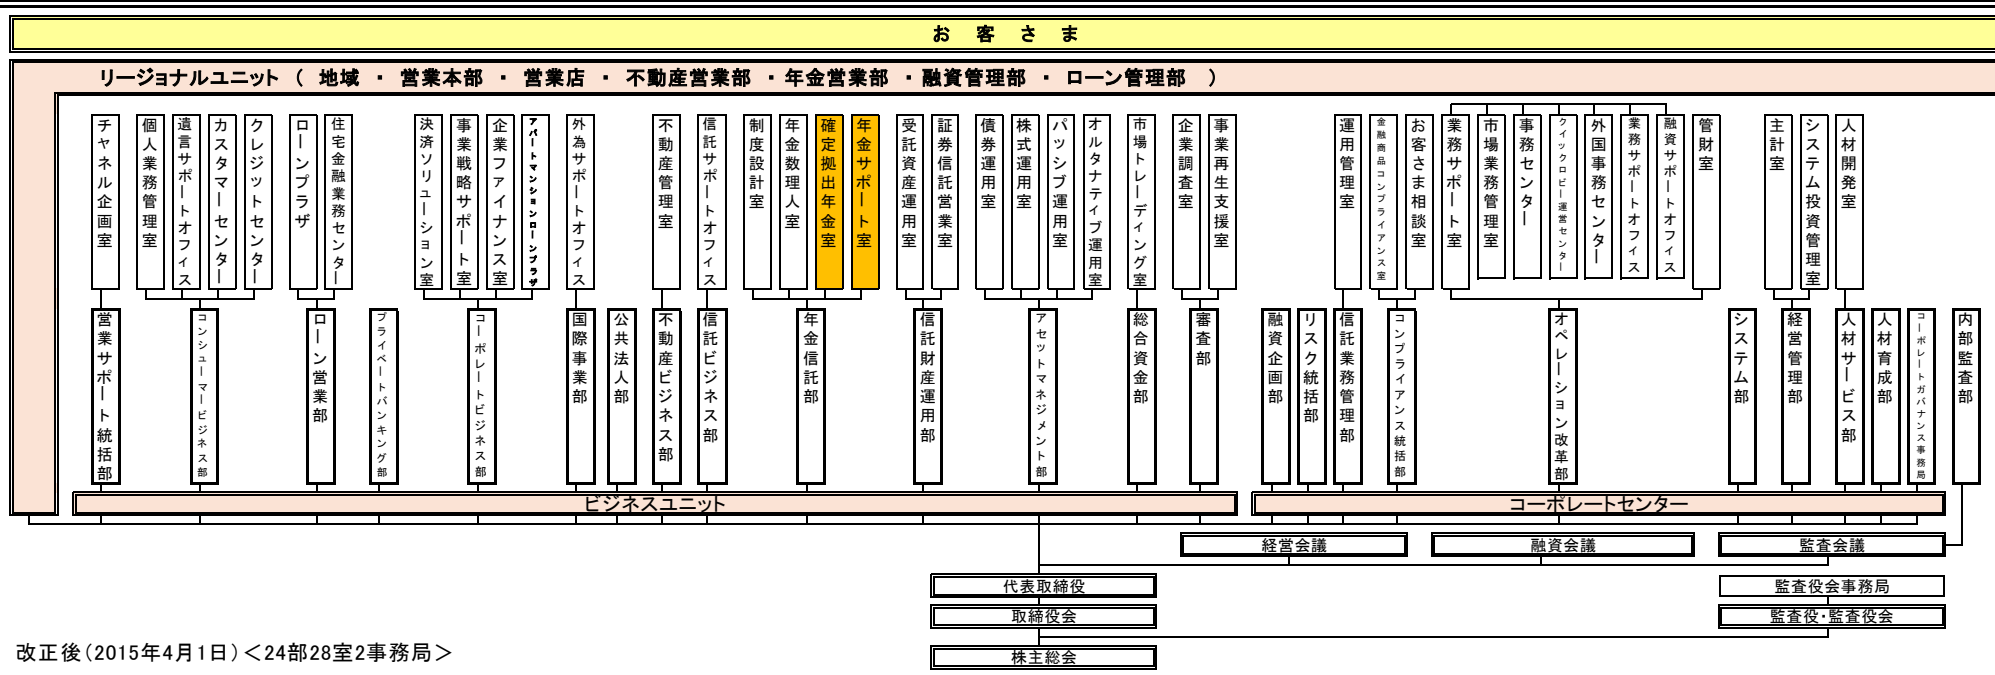 お 客 さ ま
リージョナルユニット （ 地域 ・ 営業本部 ・ 営業店 ・ 不動産営業部 ・年金営業部 ・融資管理部 ・ ローン管理部 ）
チャネル企画室
個人業務管理室
遺言サポートオフィス
カスタマーセンター
クレジットセンター
ローンプラザ
住宅金融業務センター
決済ソリューション室
事業戦略サポート室
企業ファイナンス室
アパートマンションローンプラザ
外為サポートオフィス
不動産管理室
信託サポートオフィス
制度設計室
年金数理人室
確定拠出年金室
年金サポート室
受託資産運用室
証券信託営業室
債券運用室
株式運用室
パッシブ運用室
オルタナティブ運用室
市場トレーディング室
企業調査室
事業再生支援室
運用管理室
金融商品コンプライアンス室
お客さま相談室
業務サポート室
市場業務管理室
事務センター
クイックロビー運営センター
外国事務センター
業務サポートオフィス
融資サポートオフィス
管財室
主計室
システム投資管理室
人材開発室
営業サポート統括部
コンシューマービジネス部
ローン営業部
プライベートバンキング部
コーポレートビジネス部
国際事業部
公共法人部
不動産ビジネス部
信託ビジネス部
年金信託部
信託財産運用部
アセットマネジメント部
総合資金部
審査部
融資企画部
リスク統括部
信託業務管理部
コンプライアンス統括部
オペレーション改革部
システム部
経営管理部
人材サービス部
人材育成部
コーポレートガバナンス事務局
内部監査部
ビジネスユニット
コーポレートセンター
経営会議
融資会議
監査会議
代表取締役
監査役会事務局
取締役会
監査役・監査役会
改正後（2015年4月1日）＜24部28室2事務局＞
株主総会